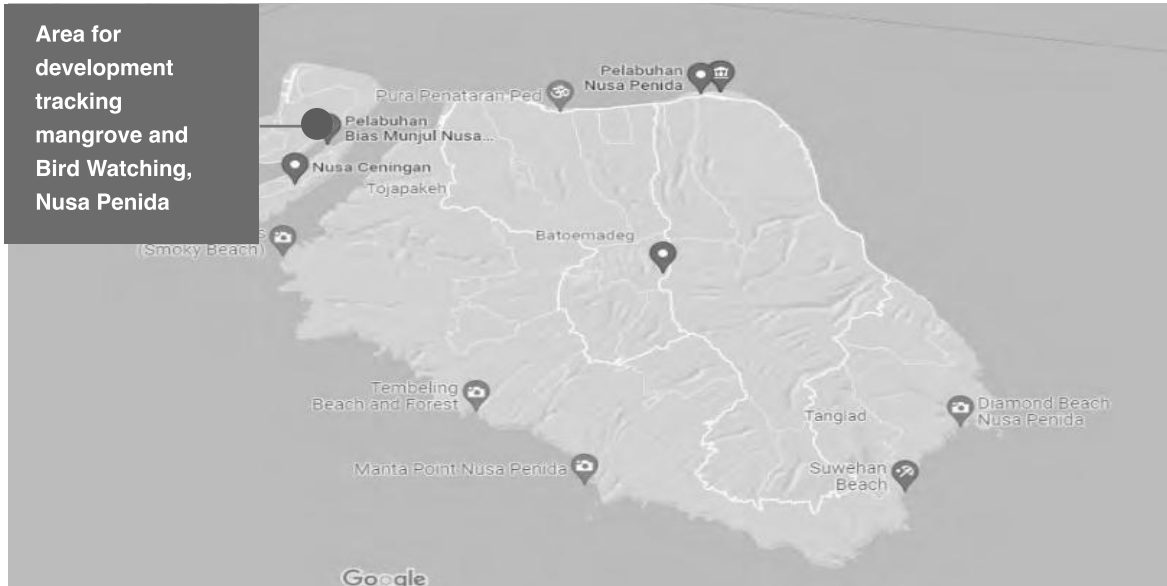 Area for
development
tracking
mangrove and
Bird Watching,
Nusa Penida
Pelabuhan
Nusa Penida
Pura Penataran Ped
Pelabuhan
Bias Munjul Nusa...
Nusa Ceningan
Tojapakeh
s
(Smoky Beach)
Batoemadeg
Tembeling
Beach and Forest
Diamond Beach
Nusa Penida
Tanglad
Manta Point Nusa Penida
Suwehan
Beach
Google